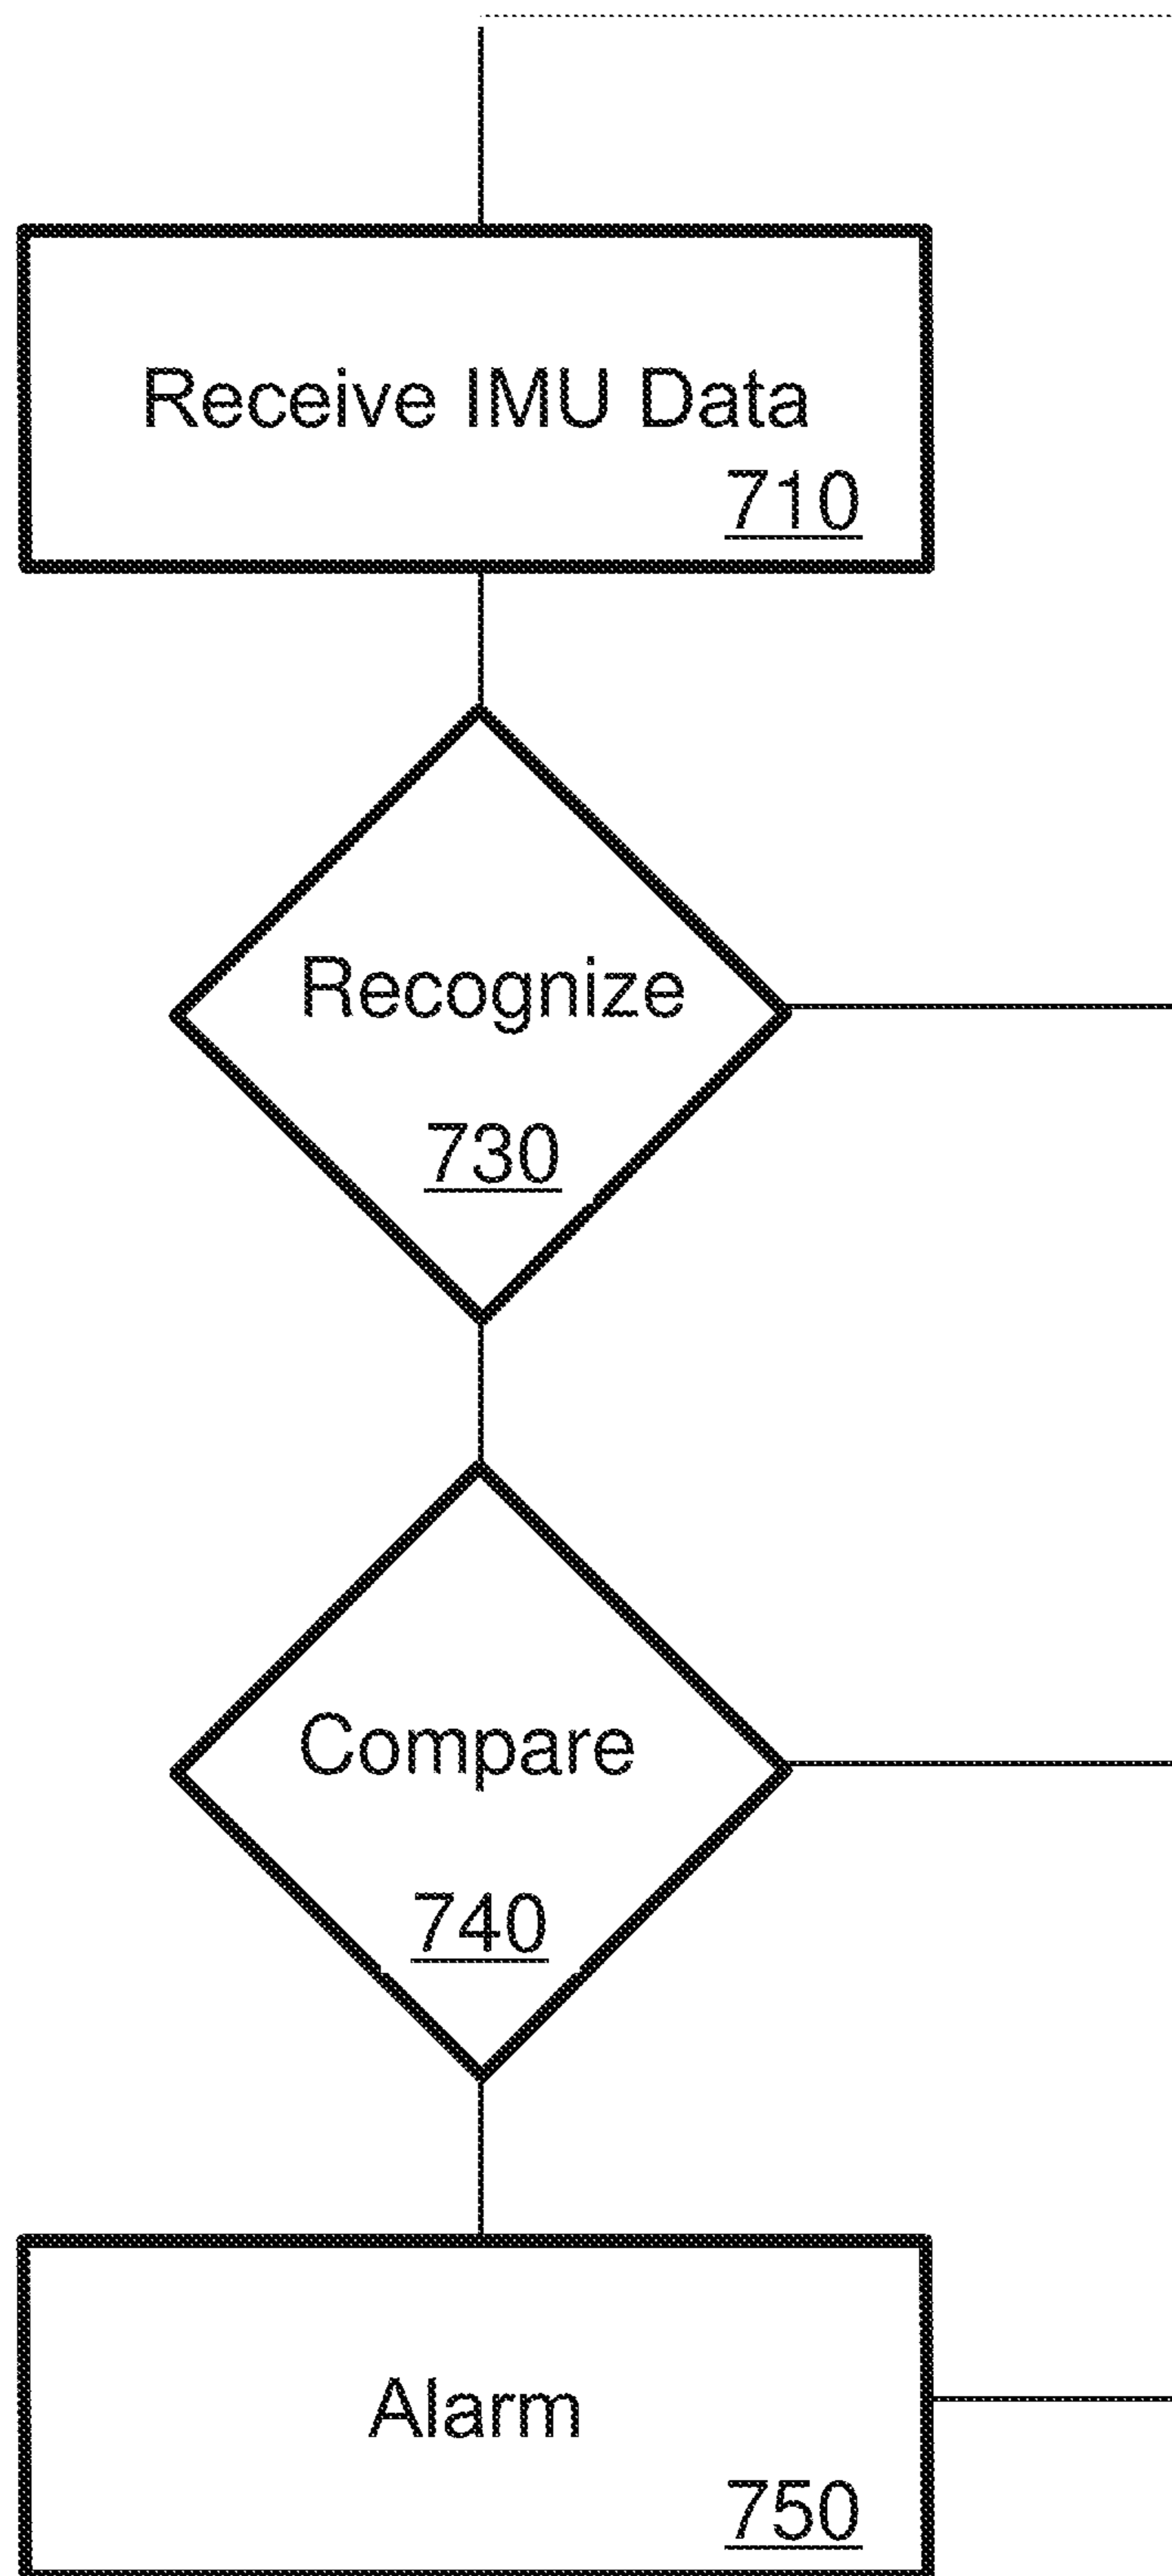 Receive IMU Data
710
Recognize
730
Compare
740
Alarm
750